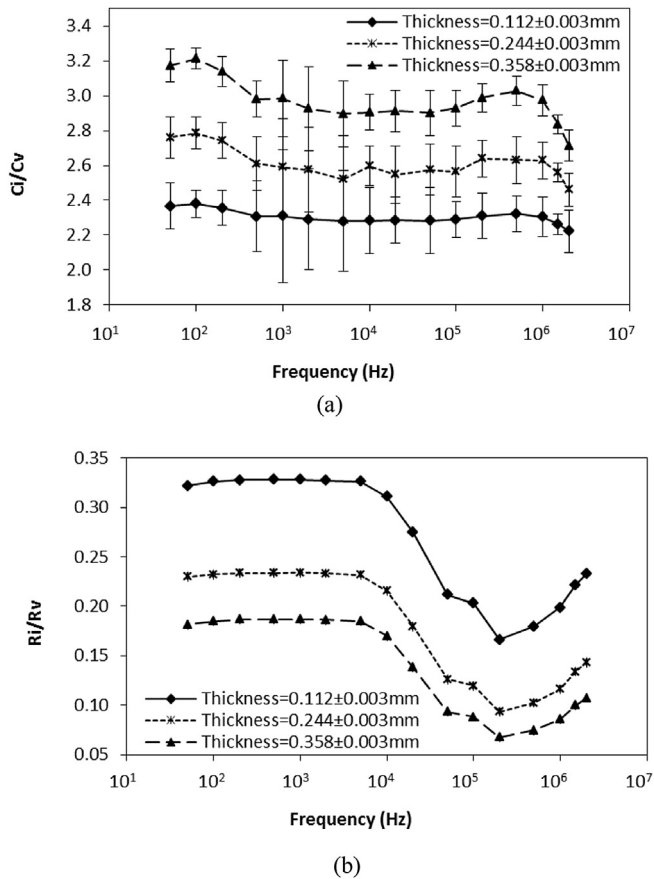 3.4
3.2
3.0
2.8
2.6
2.4
2.2
2.0
1.8
Ci/Cv
Thickness=0.112±0.003mm
Thickness=0.244±0.003mm
Thickness=0.358±0.003mm
10¹ 10² 10³ 10⁴ 10⁵ 10⁶ 10⁷
Frequency (Hz)
(a)
0.35
0.30
0.25
0.20
0.15
0.10
0.05
Ri/Rv
Thickness=0.112±0.003mm
Thickness=0.244±0.003mm
Thickness=0.358±0.003mm
10¹ 10² 10³ 10⁴ 10⁵ 10⁶ 10⁷
Frequency (Hz)
(b)